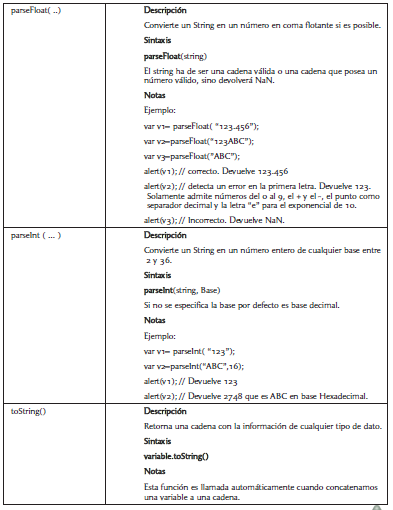 parseFloat( ..)
Descripción
Convierte un String en un número en coma flotante si es posible.
Sintaxis
parseFloat(string)
El string ha de ser una cadena válida o una cadena que posea un
número válido, sino devolverá NaN.
Notas
Ejemplo:
var v1= parseFloat( “123.456”);
var v2=parseFloat(“123ABC”);
var v3=parseFloat(“ABC”);
alert(v1); // correcto. Devuelve 123.456
alert(v2); // detecta un error en la primera letra. Devuelve 123.
Solamente admite números del 0 al 9, el + y el -, el punto como
separador decimal y la letra “e” para el exponencial de 10.
alert(v3); // Incorrecto. Devuelve NaN.
parseInt ( ... )
Descripción
Convierte un String en un número entero de cualquier base entre
2 y 36.
Sintaxis
parseInt(string, Base)
Si no se especifica la base por defecto es base decimal.
Notas
Ejemplo:
var v1= parseInt( “123”);
var v2=parseInt(“ABC”,16);
alert(v1); // Devuelve 123
alert(v2); // Devuelve 2748 que es ABC en base Hexadecimal.
toString()
Descripción
Retorna una cadena con la información de cualquier tipo de dato.
Sintaxis
variable.toString()
Notas
Esta función es llamada automáticamente cuando concatenamos
una variable a una cadena.